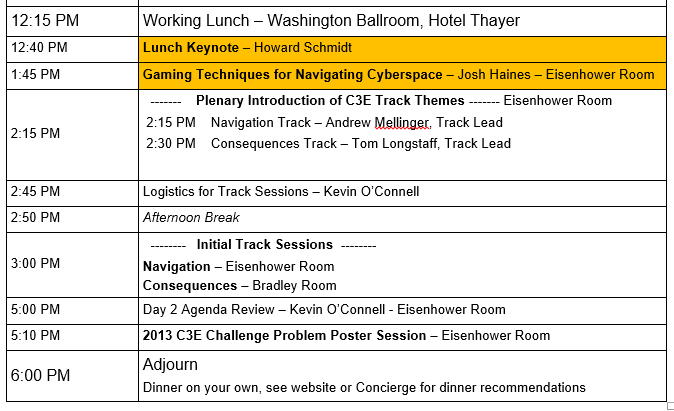 12:15 PM Working Lunch – Washington Ballroom, Hotel Thayer
12:40 PM Lunch Keynote – Howard Schmidt
1:45 PM Gaming Techniques for Navigating Cyberspace – Josh Haines – Eisenhower Room
2:15 PM ------- Plenary Introduction of C3E Track Themes ------- Eisenhower Room
2:15 PM Navigation Track – Andrew Mellinger, Track Lead
2:30 PM Consequences Track – Tom Longstaff, Track Lead
2:45 PM Logistics for Track Sessions – Kevin O’Connell
2:50 PM Afternoon Break
3:00 PM -------- Initial Track Sessions --------
Navigation – Eisenhower Room
Consequences – Bradley Room
5:00 PM Day 2 Agenda Review – Kevin O’Connell - Eisenhower Room
5:10 PM 2013 C3E Challenge Problem Poster Session – Eisenhower Room
6:00 PM Adjourn
Dinner on your own, see website or Concierge for dinner recommendations